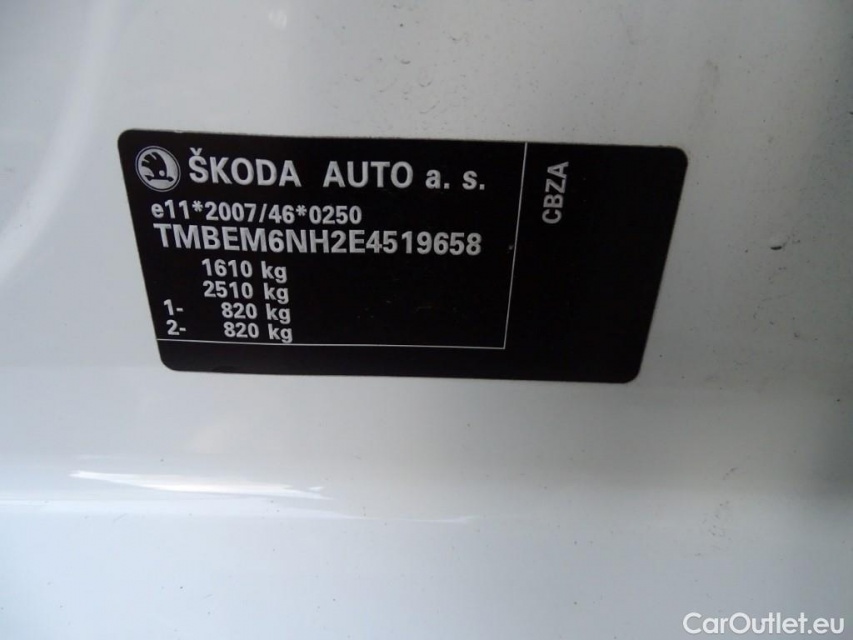 ŠKODA AUTO a. s.
e11*2007/46*0250
TMBEM6NH2E4519658
1610 kg
2510 kg
1- 820 kg
2- 820 kg
CBZA
CarOutlet.eu